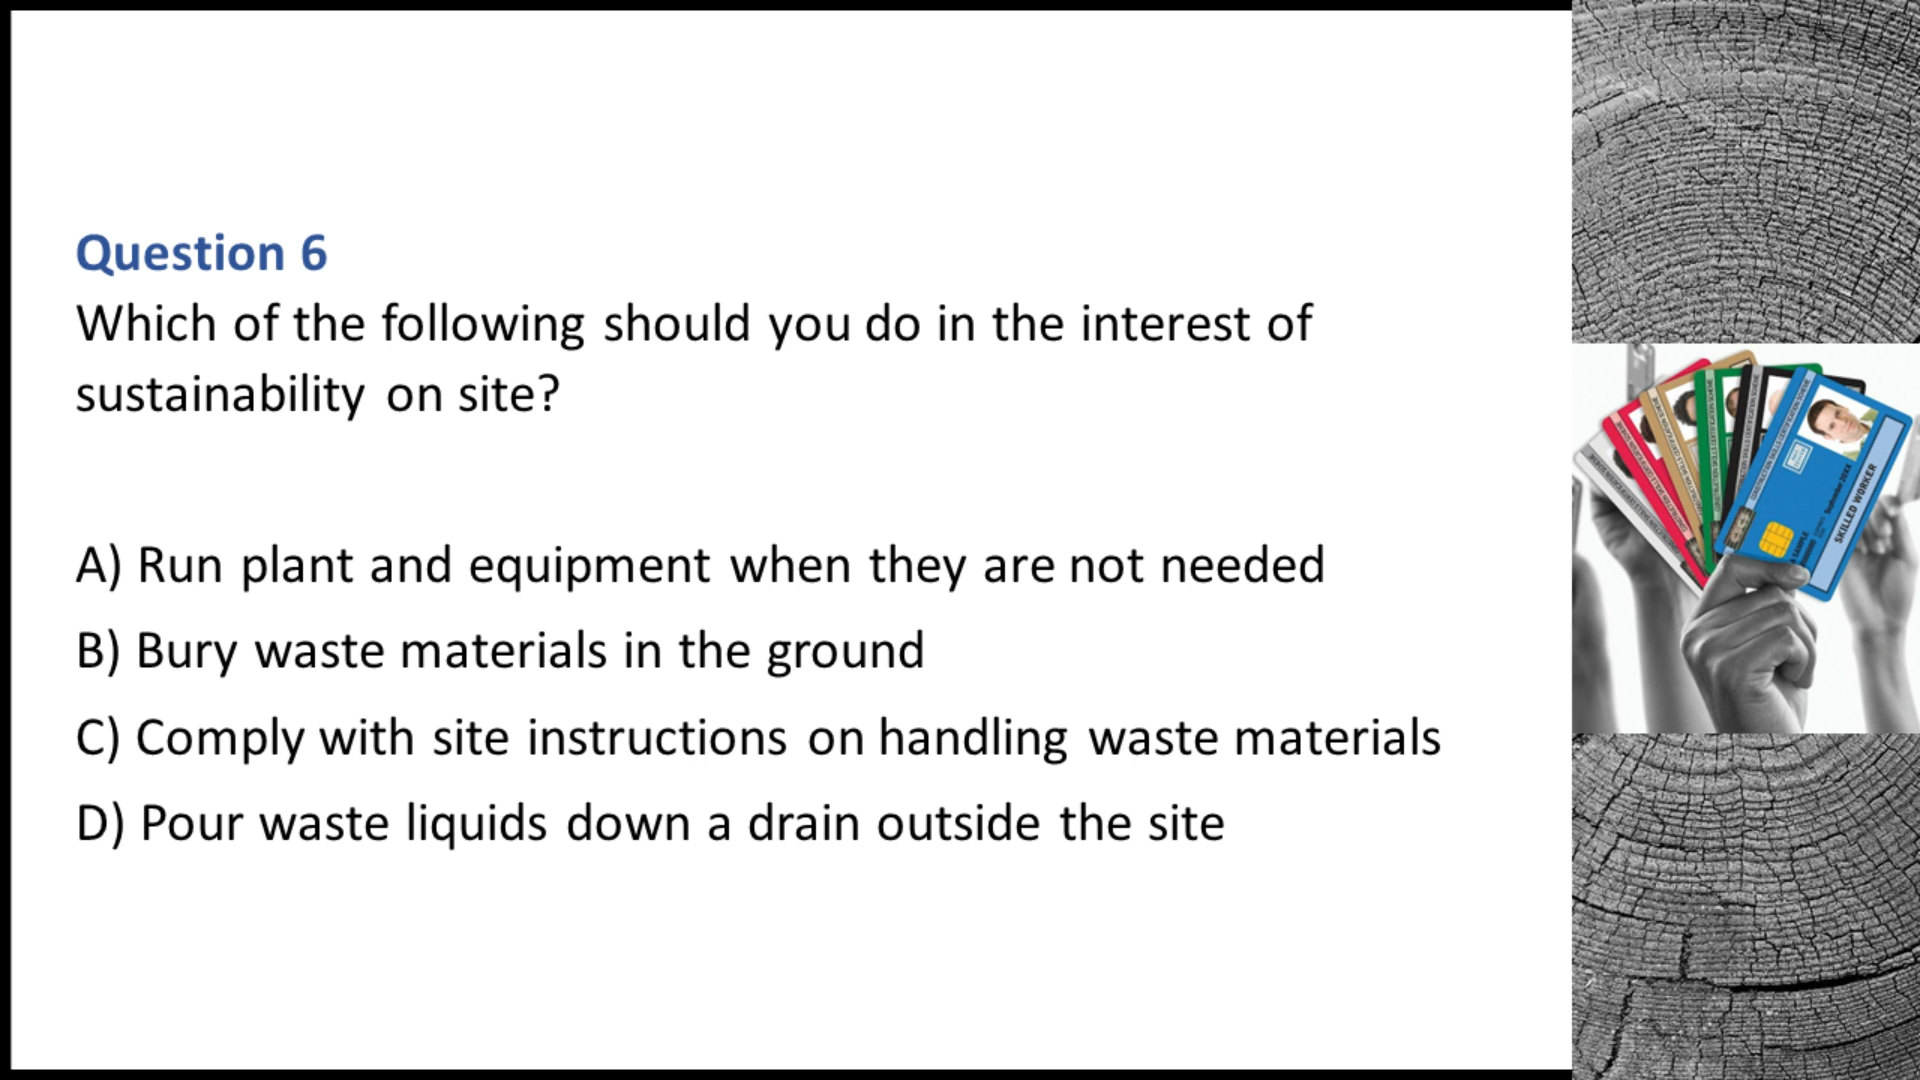 Question 6
Which of the following should you do in the interest of
sustainability on site?
A) Run plant and equipment when they are not needed
B) Bury waste materials in the ground
C) Comply with site instructions on handling waste materials
D) Pour waste liquids down a drain outside the site
SKILLED WORKER